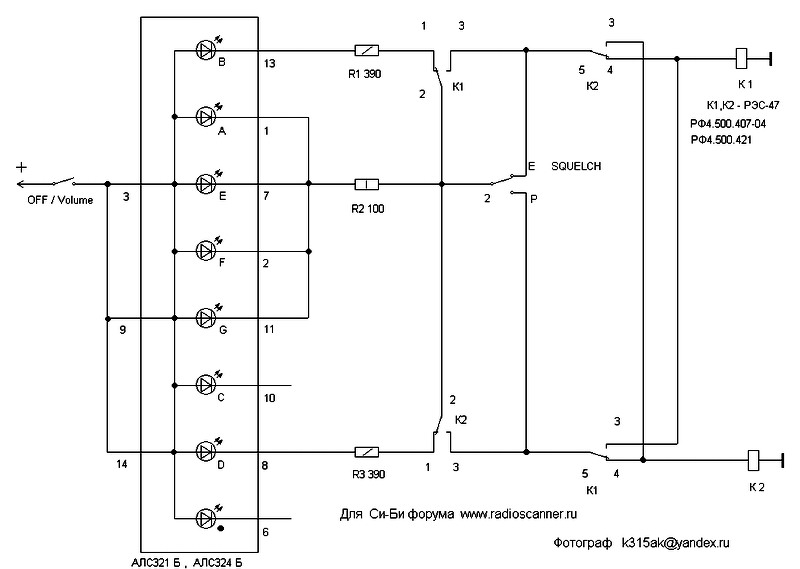 1 3 3
B 13 R1 390 K1 5 4
K2 K1
2
K1,K2 - РЭС-47
РФ4.500.407-04
РФ4.500.421
A 1
+ E SQUELCH
OFF / Volume 3 E 7 R2 100 2 P
F 2
9 G 11
C 10
2
K2 3
14 D 8 R3 390 1 3 5 4
K1 K 2
6
Для Си-Би форума www.radioscanner.ru
Фотограф k315ak@yandex.ru
АЛС321 Б , АЛС324 Б